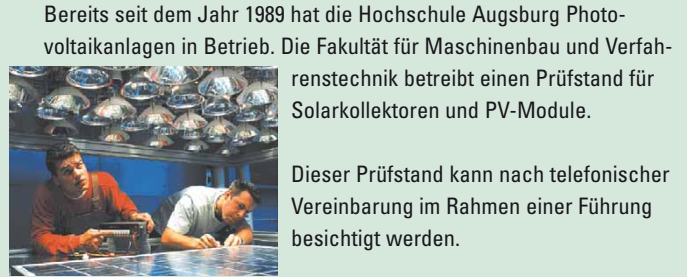 Bereits seit dem Jahr 1989 hat die Hochschule Augsburg Photo-
voltaikanlagen in Betrieb. Die Fakultät für Maschinenbau und Verfah-
renstechnik betreibt einen Prüfstand für
Solarkollektoren und PV-Module.
Dieser Prüfstand kann nach telefonischer
Vereinbarung im Rahmen einer Führung
besichtigt werden.